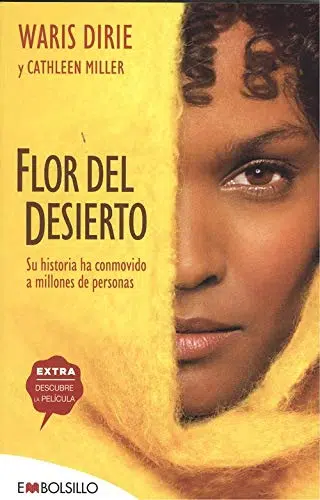 WARIS DIRIE
y CATHLEEN MILLER
FLOR DEL
DESIERTO
Su historia ha conmovido
a millones de personas
EXTRA
DESCUBRE
LA PELÍCULA
EMBOLSILLO